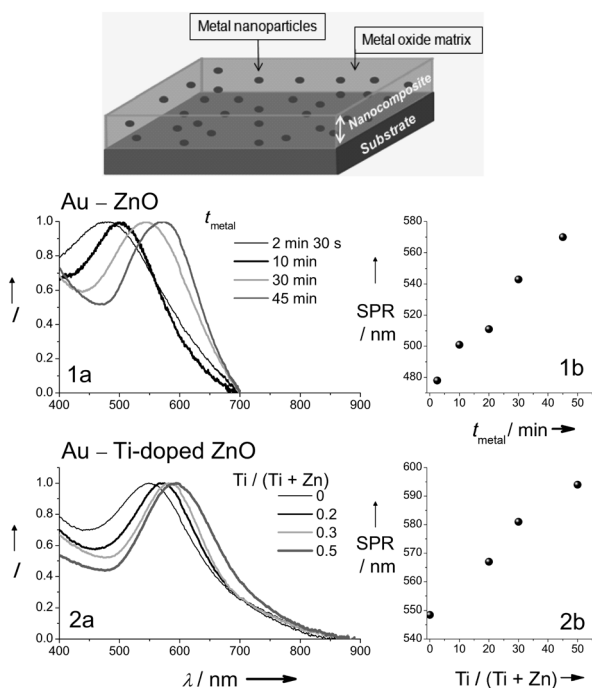 Metal nanoparticles
Metal oxide matrix
Nanocomposite
Substrate
Au – ZnO
t metal
2 min 30 s
10 min
30 min
45 min
1.0
0.8
0.6
0.4
0.2
0.0
I
1a
400 500 600 700 800 900
580
560
540
520
500
480
SPR
/ nm
1b
0 10 20 30 40 50
t metal / min
Au – Ti-doped ZnO
Ti / (Ti + Zn)
0
0.2
0.3
0.5
1.0
0.8
0.6
0.4
0.2
0.0
I
2a
400 500 600 700 800 900
λ / nm
600
590
580
570
560
550
540
SPR
/ nm
2b
0 10 20 30 40 50
Ti / (Ti + Zn)